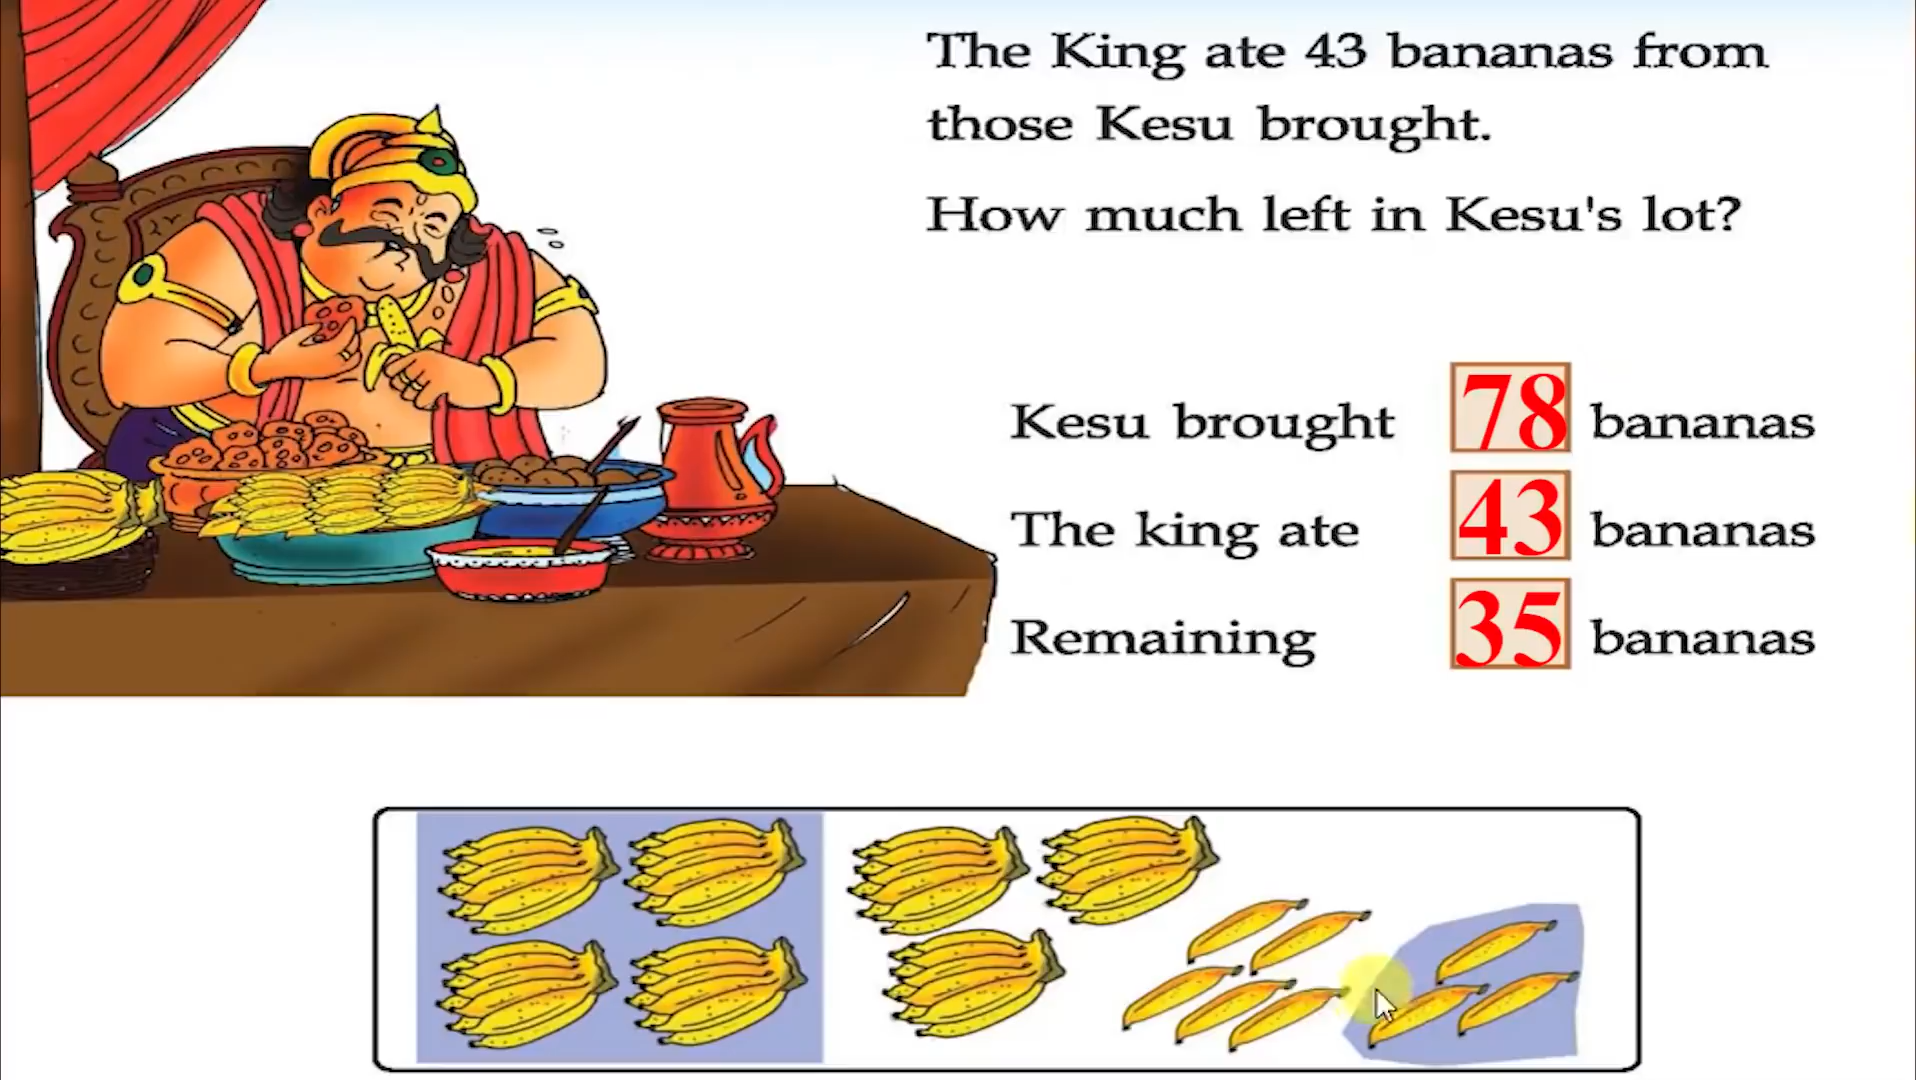 The King ate 43 bananas from
those Kesu brought.
How much left in Kesu's lot?
Kesu brought 78 bananas
The king ate 43 bananas
Remaining 35 bananas